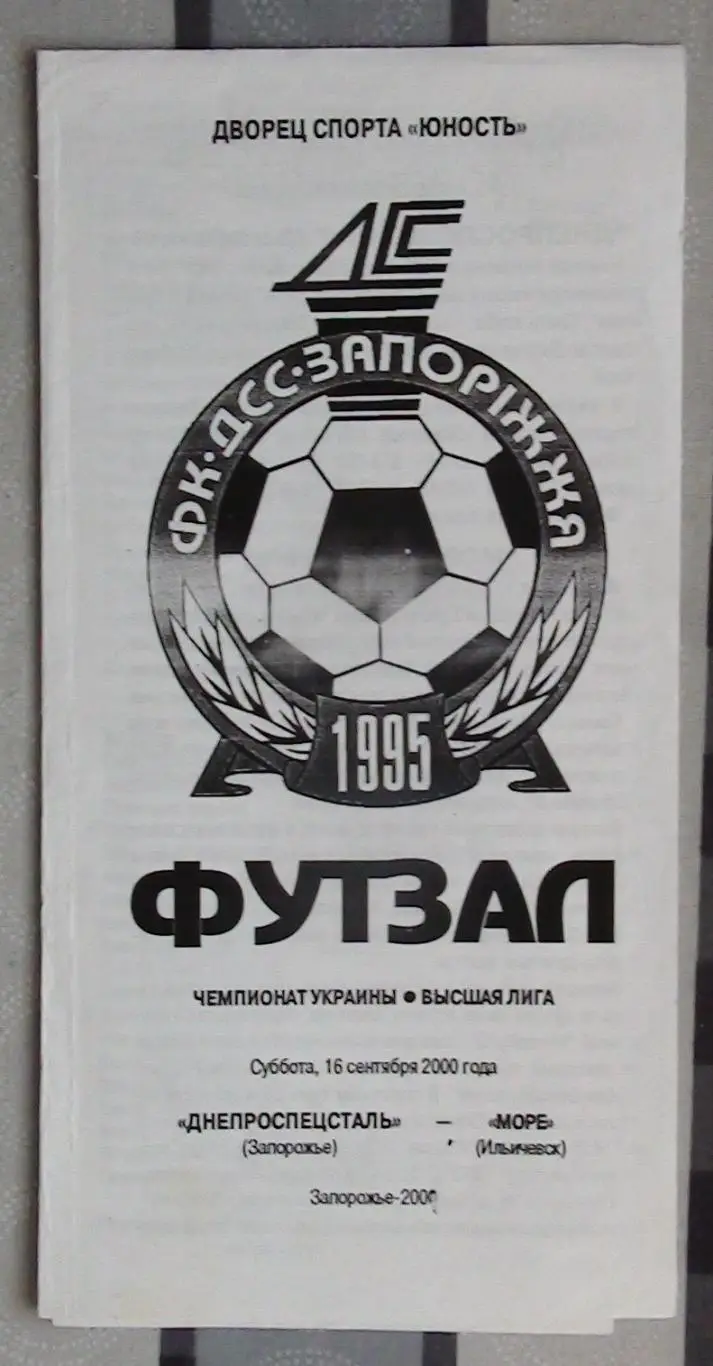 ДВОРЕЦ СПОРТА «ЮНОСТЬ»
ДСС
ФК·ДСС·ЗАПОРІЖЖЯ
1995
ФУТЗАЛ
ЧЕМПИОНАТ УКРАИНЫ ● ВЫСШАЯ ЛИГА
Суббота, 16 сентября 2000 года
«ДНЕПРОСПЕЦСТАЛЬ» — «МОРЕ»
(Запорожье) (Ильичевск)
Запорожье-2000